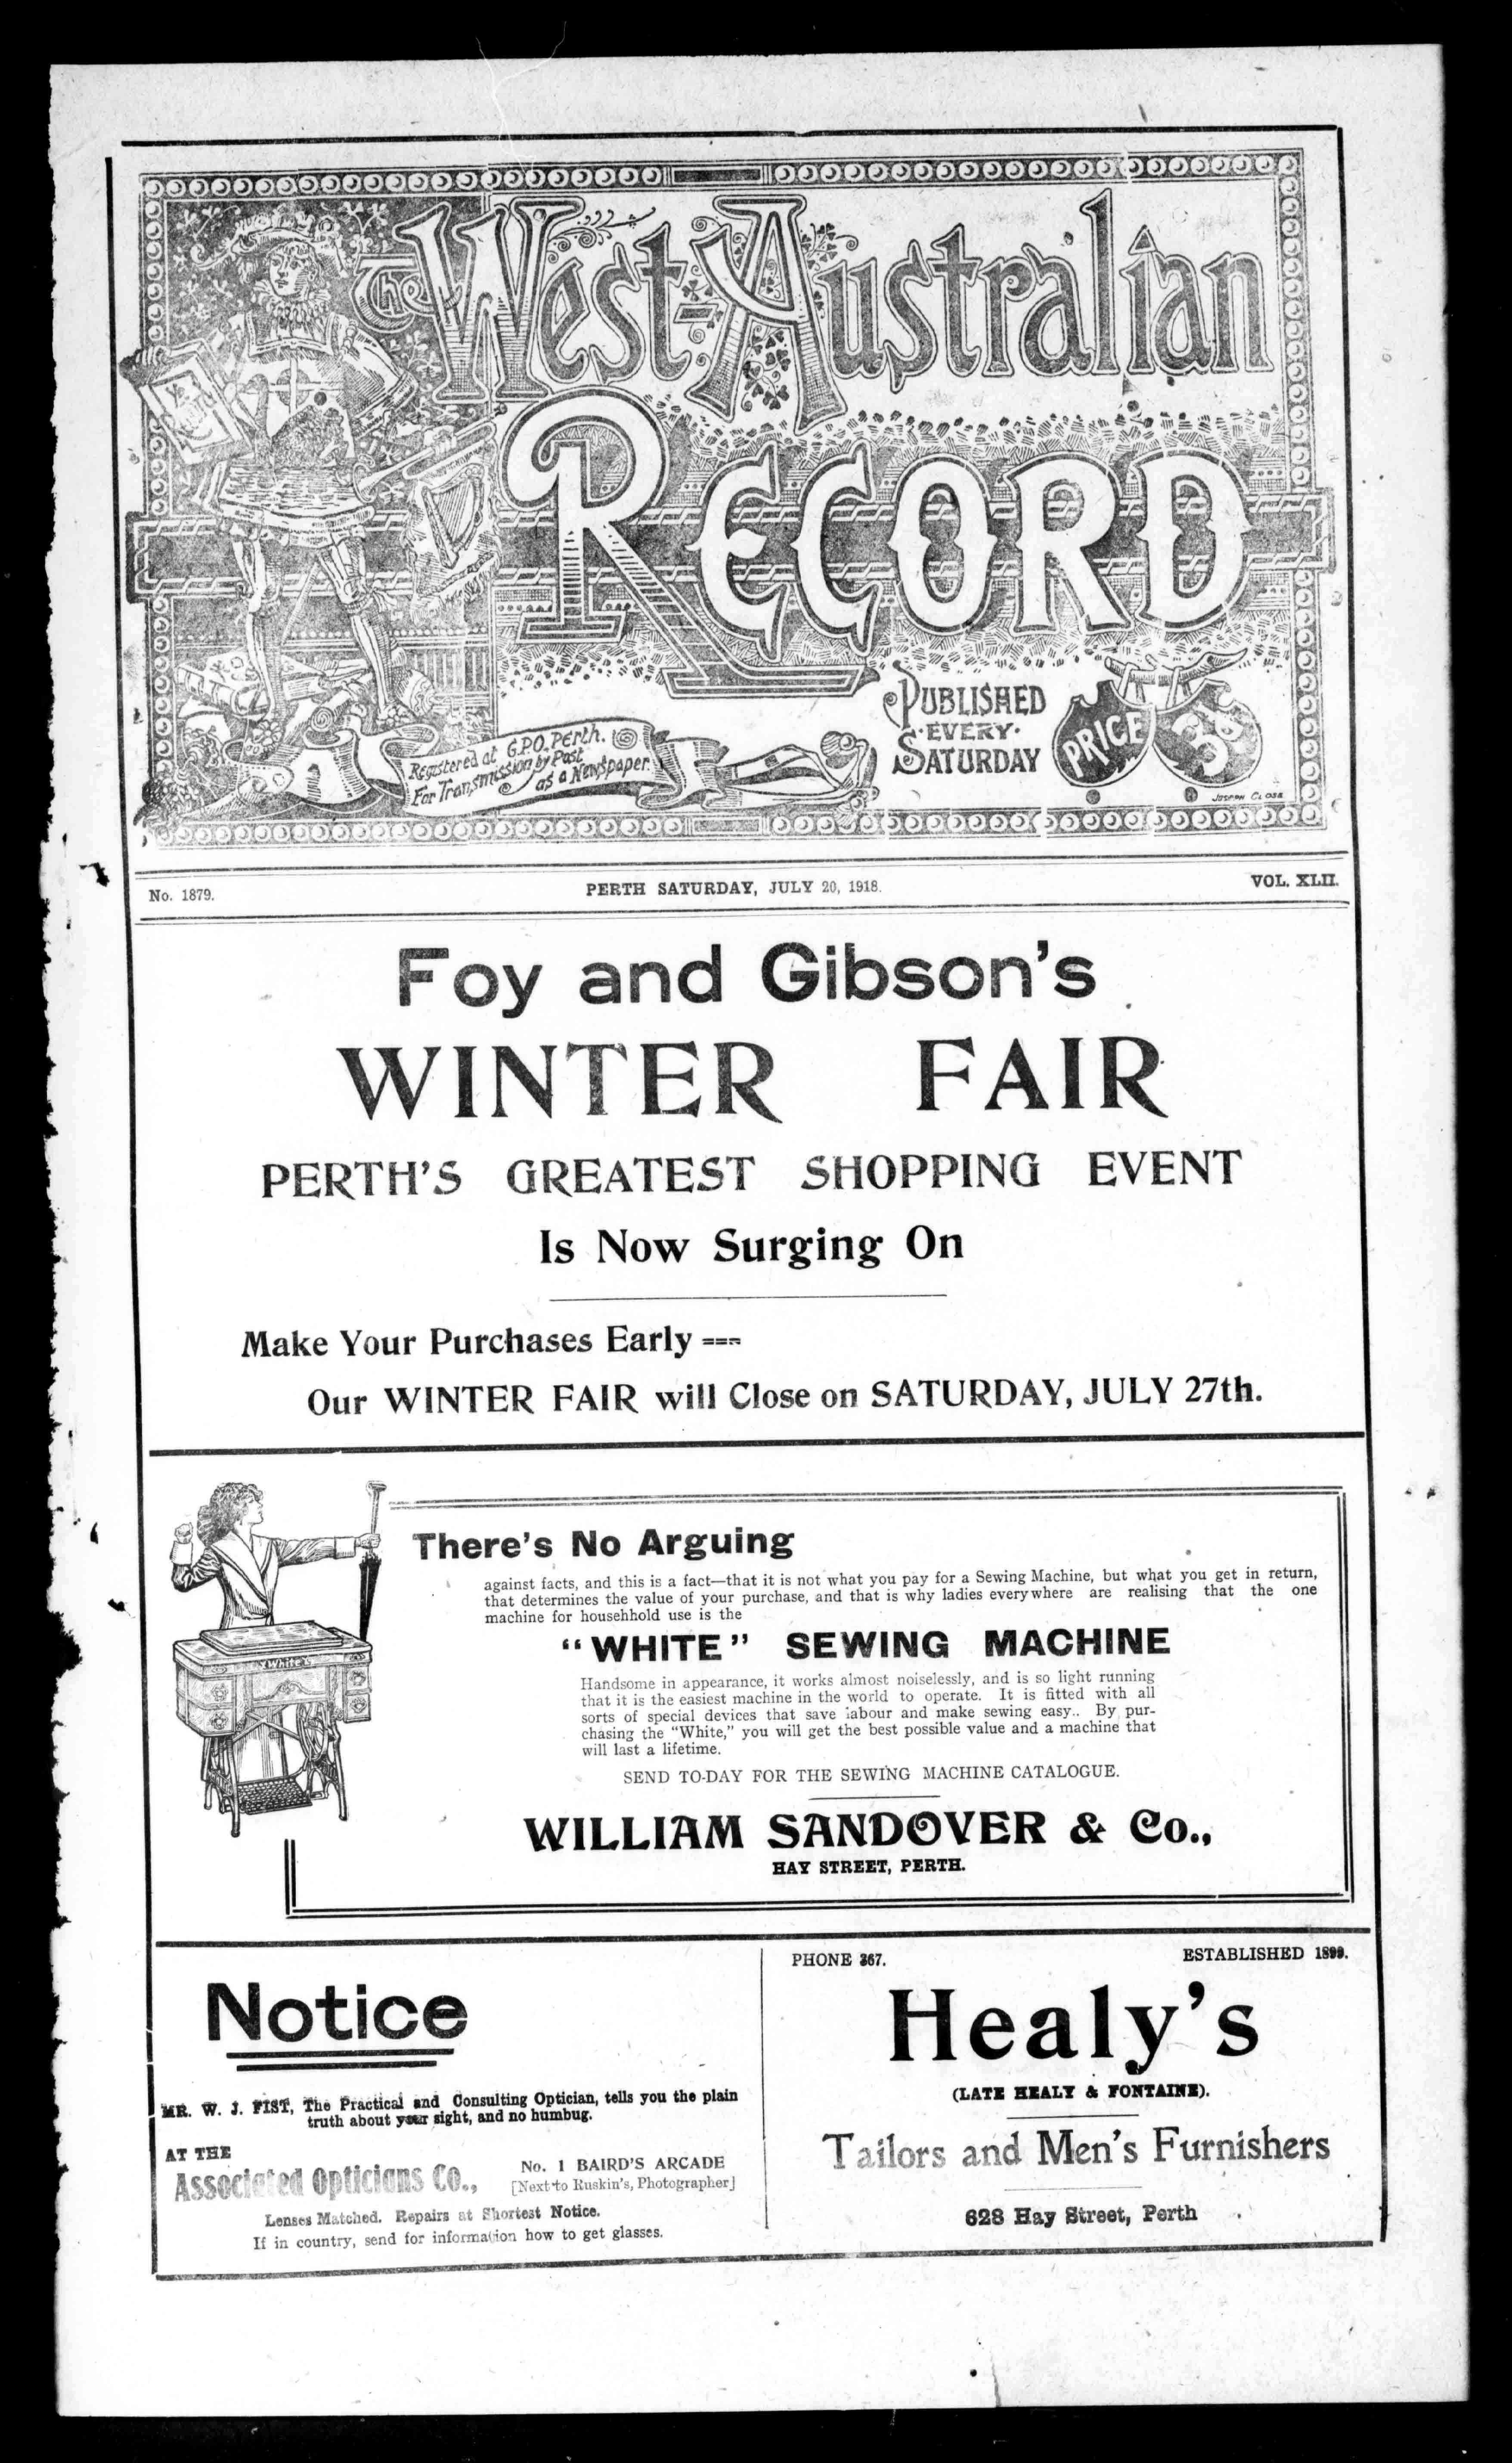 The West-Australian
RECORD
PUBLISHED
EVERY
SATURDAY
PRICE 3d
Registered at G.P.O. Perth.
For Transmission by Post
as a Newspaper.
JOSEPH CLOSE
No. 1879.
PERTH SATURDAY, JULY 20, 1918.
VOL. XLII.
Foy and Gibson's
WINTER FAIR
PERTH'S GREATEST SHOPPING EVENT
Is Now Surging On
Make Your Purchases Early ---
Our WINTER FAIR will Close on SATURDAY, JULY 27th.
There's No Arguing
against facts, and this is a fact—that it is not what you pay for a Sewing Machine, but what you get in return,
that determines the value of your purchase, and that is why ladies everywhere are realising that the one
machine for househhold use is the
"WHITE" SEWING MACHINE
White
Handsome in appearance, it works almost noiselessly, and is so light running
that it is the easiest machine in the world to operate. It is fitted with all
sorts of special devices that save labour and make sewing easy.. By pur-
chasing the "White," you will get the best possible value and a machine that
will last a lifetime.
SEND TO-DAY FOR THE SEWING MACHINE CATALOGUE.
WILLIAM SANDOVER & Co.,
HAY STREET, PERTH.
Notice
MR. W. J. FIST, The Practical and Consulting Optician, tells you the plain
truth about your sight, and no humbug.
AT THE
Associated Opticians Co.,
No. 1 BAIRD'S ARCADE
[Next to Ruskin's, Photographer]
Lenses Matched. Repairs at Shortest Notice.
If in country, send for information how to get glasses.
PHONE 367.
ESTABLISHED 1899.
Healy's
(LATE HEALY & FONTAINE).
Tailors and Men's Furnishers
628 Hay Street, Perth